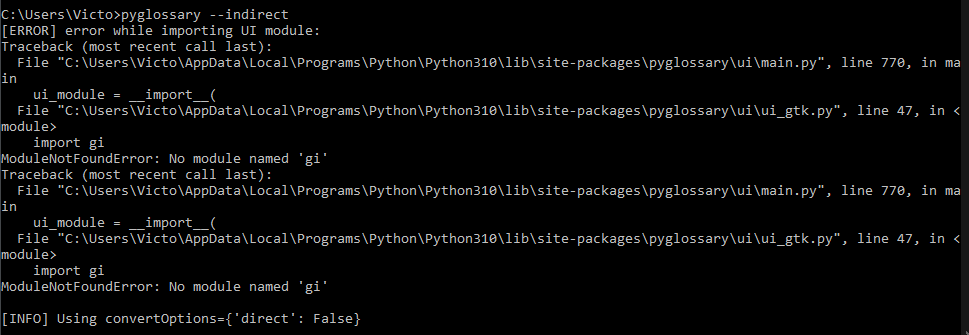 C:\Users\Victo>pyglossary --indirect
[ERROR] error while importing UI module:
Traceback (most recent call last):
  File "C:\Users\Victo\AppData\Local\Programs\Python\Python310\lib\site-packages\pyglossary\ui\main.py", line 770, in ma
in
    ui_module = __import__(
  File "C:\Users\Victo\AppData\Local\Programs\Python\Python310\lib\site-packages\pyglossary\ui\ui_gtk.py", line 47, in <
module>
    import gi
ModuleNotFoundError: No module named 'gi'
Traceback (most recent call last):
  File "C:\Users\Victo\AppData\Local\Programs\Python\Python310\lib\site-packages\pyglossary\ui\main.py", line 770, in ma
in
    ui_module = __import__(
  File "C:\Users\Victo\AppData\Local\Programs\Python\Python310\lib\site-packages\pyglossary\ui\ui_gtk.py", line 47, in <
module>
    import gi
ModuleNotFoundError: No module named 'gi'

[INFO] Using convertOptions={'direct': False}